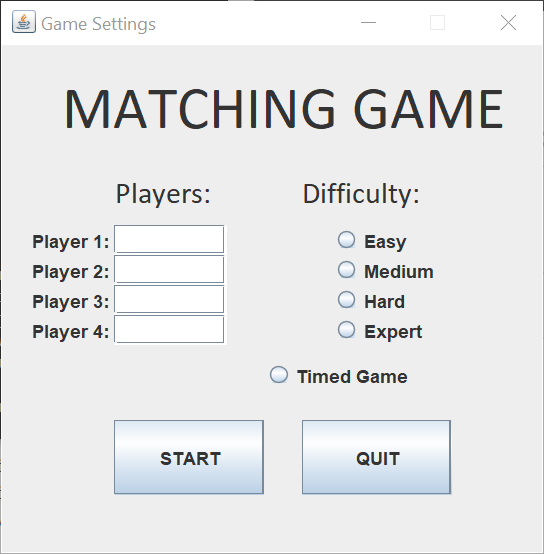 Game Settings
MATCHING GAME
Players:
Difficulty:
Player 1:
Player 2:
Player 3:
Player 4:
Easy
Medium
Hard
Expert
Timed Game
START
QUIT